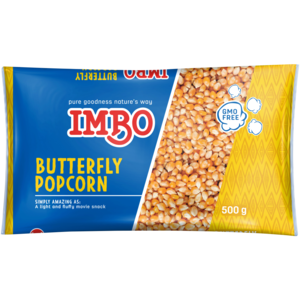 IMBO
BUTTERFLY
pure goodness nature's way
IMBO
GMO
FREE
BUTTERFLY
POPCORN
SIMPLY AMAZING AS:
A light and fluffy movie snack
500 g